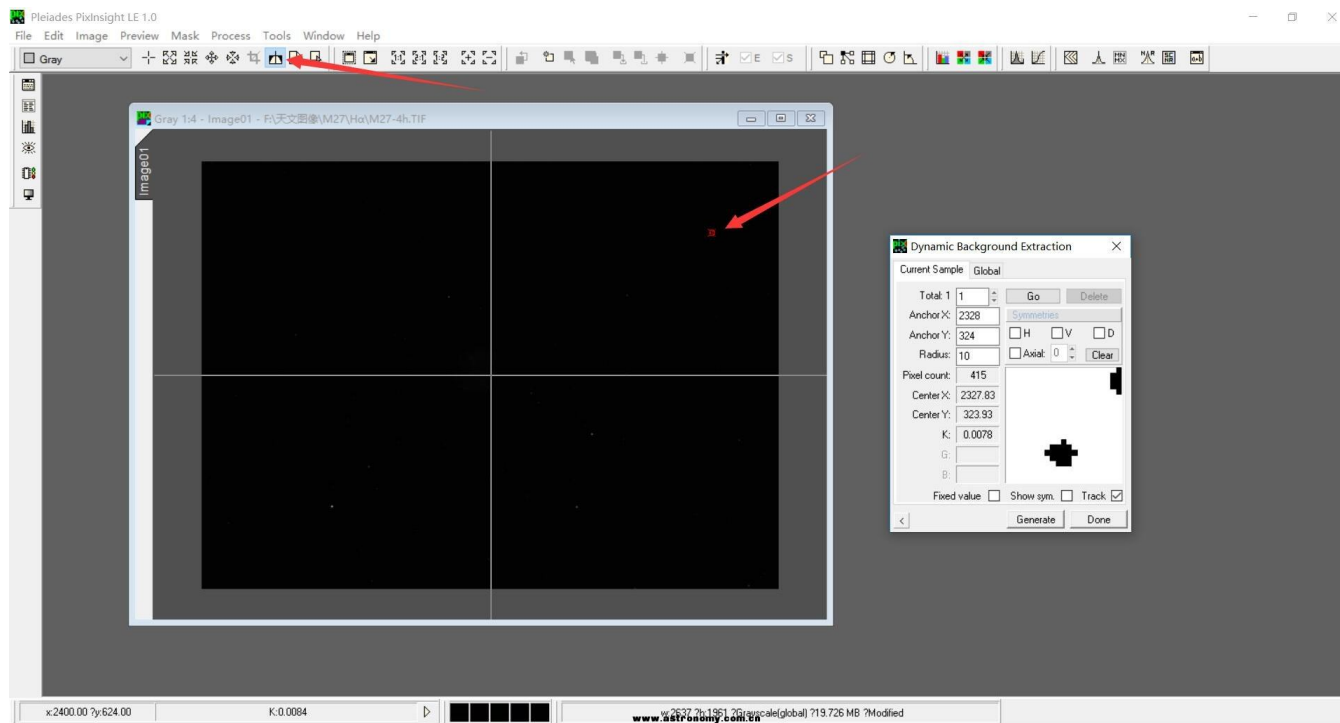 Pleiades PixInsight LE 1.0
File Edit Image Preview Mask Process Tools Window Help
Gray
E S
Gray 1:4 - Image01 - F:\天文图像\M27\Hα\M27-4h.TIF
Image01
Dynamic Background Extraction
Current Sample Global
Total: 1 1 Go Delete
Anchor X: 2328 Symmetries
Anchor Y: 324 H V D
Radius: 10 Axial: 0 Clear
Pixel count: 415
Center X: 2327.83
Center Y: 323.93
K: 0.0078
G:
B:
Fixed value Show sym. Track
< Generate Done
x:2400.00 ?y:624.00 K:0.0084 w:2637 ?h:1961 ?Grayscale(global) ?19.726 MB ?Modified
www.astronomy.com.cn